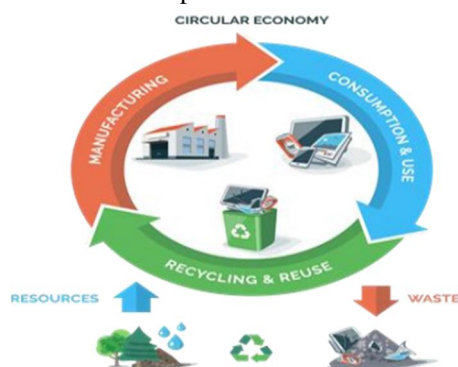 CIRCULAR ECONOMY
MANUFACTURING
CONSUMPTION & USE
RECYCLING & REUSE
RESOURCES
WASTE